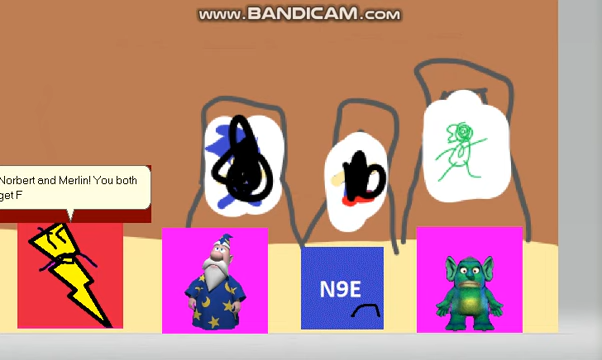 www.BANDICAM.com
Norbert and Merlin! You both
get F
N9E